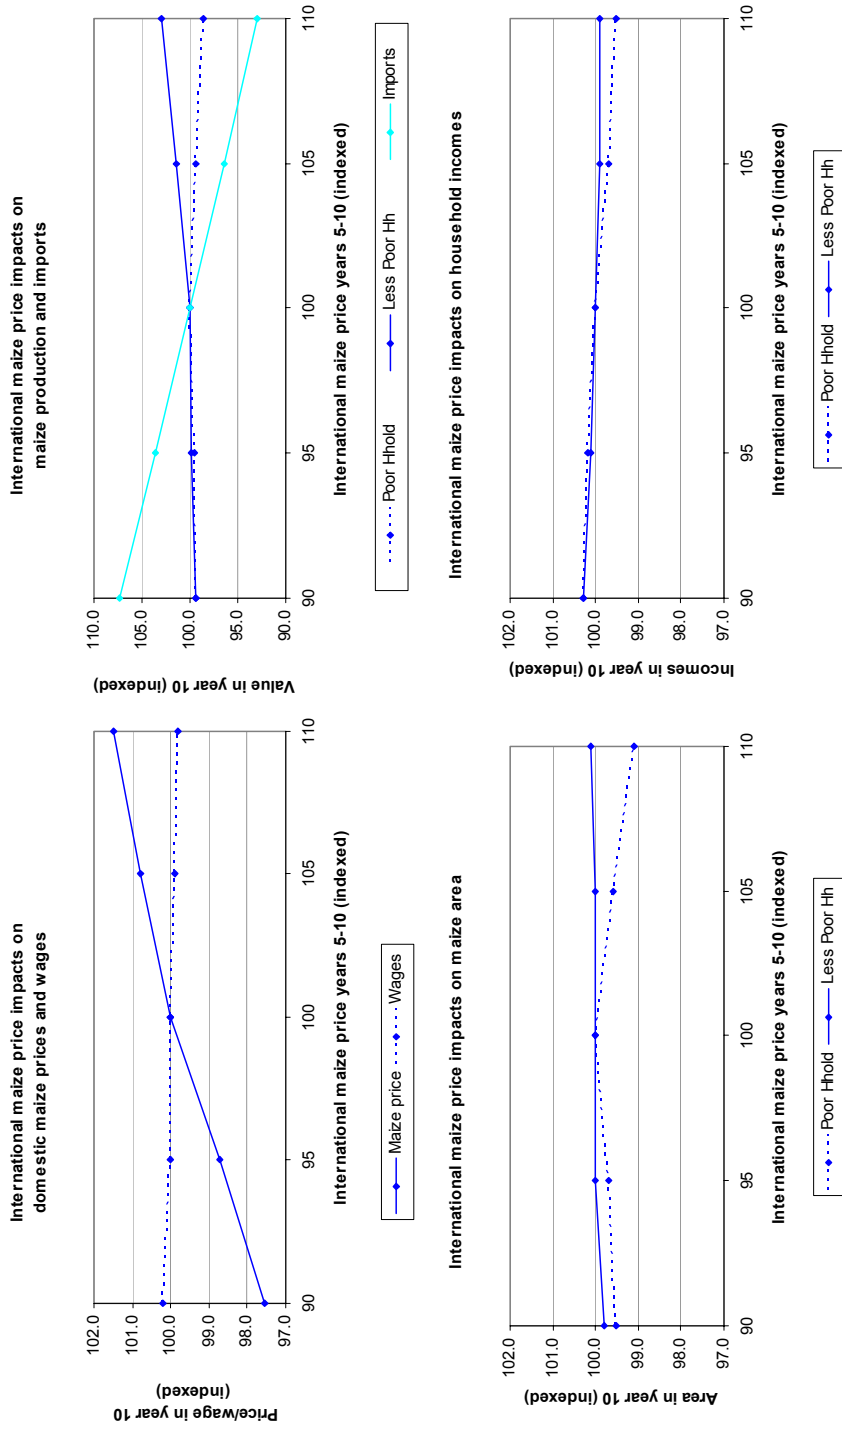 International maize price impacts on
domestic maize prices and wages
Price/wage in year 10
(indexed)
102.0
101.0
100.0
99.0
98.0
97.0
90
95
100
105
110
International maize price years 5-10 (indexed)
Maize price
Wages
International maize price impacts on
maize production and imports
Value in year 10 (indexed)
110.0
105.0
100.0
95.0
90.0
90
95
100
105
110
International maize price years 5-10 (indexed)
Poor Hhold
Less Poor Hh
Imports
International maize price impacts on maize area
Area in year 10 (indexed)
102.0
101.0
100.0
99.0
98.0
97.0
90
95
100
105
110
International maize price years 5-10 (indexed)
Poor Hhold
Less Poor Hh
International maize price impacts on household incomes
Incomes in year 10 (indexed)
102.0
101.0
100.0
99.0
98.0
97.0
90
95
100
105
110
International maize price years 5-10 (indexed)
Poor Hhold
Less Poor Hh